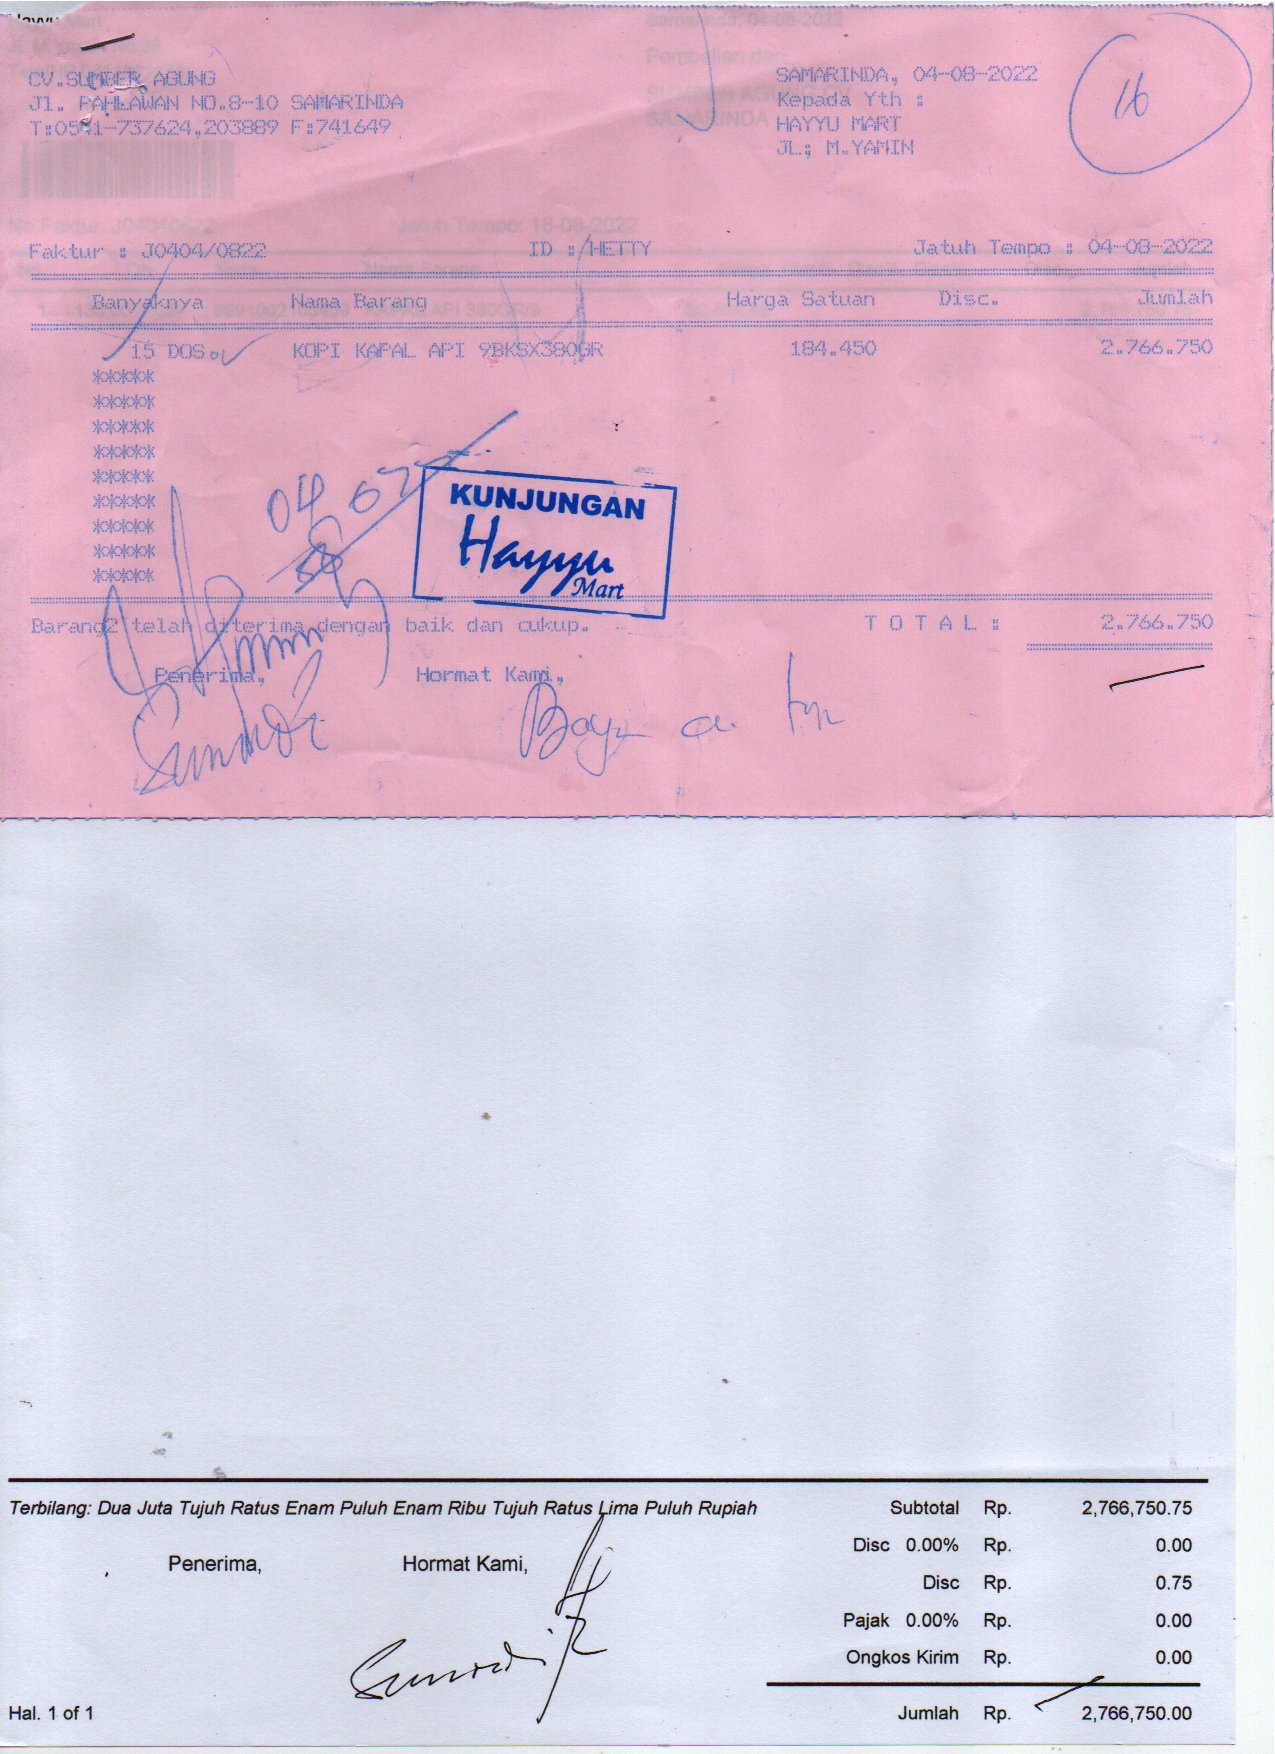 CV.SUMBER AGUNG
Jl. PAHLAWAN NO.8-10 SAMARINDA
T:0541-737624,203889 F:741649
SAMARINDA, 04-08-2022
Kepada Yth :
HAYYU MART
JL; M.YAMIN
16
Faktur : J0404/0822 ID : HETTY Jatuh Tempo : 04-08-2022
Banyaknya Nama Barang Harga Satuan Disc. Jumlah
15 DOS. KOPI KAPAL API 9BKSX380GR 184.450 2.766.750
*****
*****
*****
*****
*****
*****
*****
*****
*****
04
KUNJUNGAN
Hayyu
Mart
Barang2 telah diterima dengan baik dan cukup. T O T A L : 2.766.750
Penerima, Hormat Kami,
Terbilang: Dua Juta Tujuh Ratus Enam Puluh Enam Ribu Tujuh Ratus Lima Puluh Rupiah
Subtotal Rp. 2,766,750.75
Disc 0.00% Rp. 0.00
Penerima, Hormat Kami,
Disc Rp. 0.75
Pajak 0.00% Rp. 0.00
Ongkos Kirim Rp. 0.00
Hal. 1 of 1
Jumlah Rp. 2,766,750.00